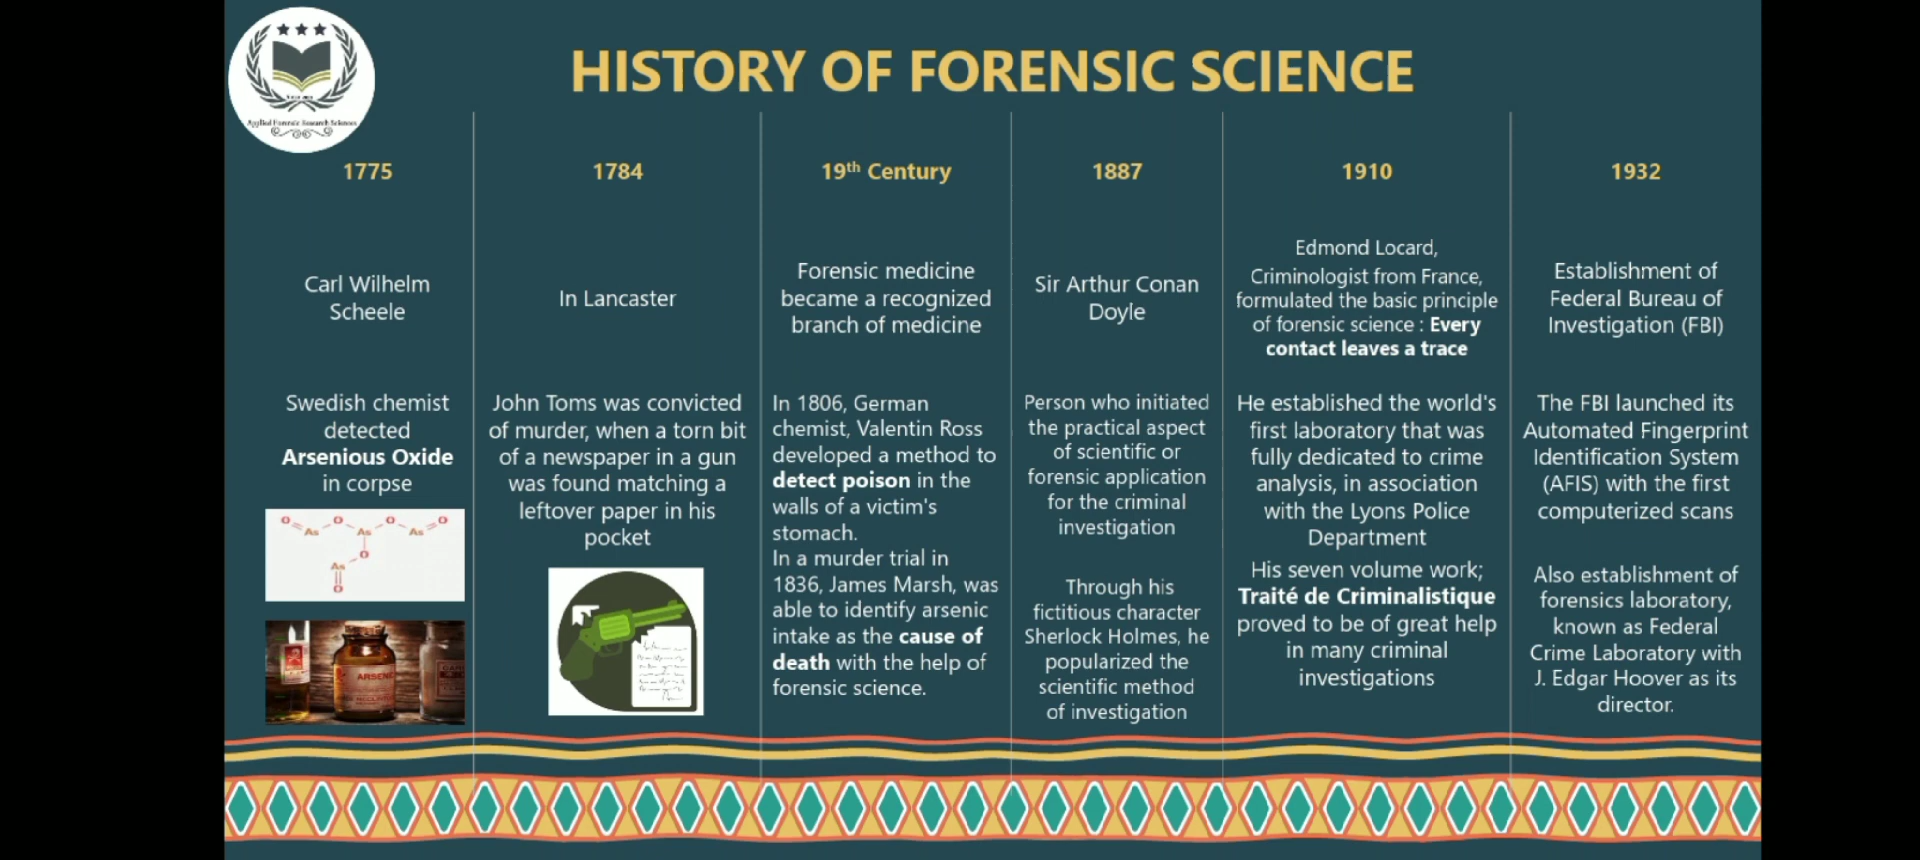 HISTORY OF FORENSIC SCIENCE
Applied Forensic Research Sciences
1775
Carl Wilhelm
Scheele
Swedish chemist
detected
Arsenious Oxide
in corpse
O As O As O As O
O
As
O
ARSENIC
1784
In Lancaster
John Toms was convicted
of murder, when a torn bit
of a newspaper in a gun
was found matching a
leftover paper in his
pocket
19th Century
Forensic medicine
became a recognized
branch of medicine
In 1806, German
chemist, Valentin Ross
developed a method to
detect poison in the
walls of a victim's
stomach.
In a murder trial in
1836, James Marsh, was
able to identify arsenic
intake as the cause of
death with the help of
forensic science.
1887
Sir Arthur Conan
Doyle
Person who initiated
the practical aspect
of scientific or
forensic application
for the criminal
investigation
Through his
fictitious character
Sherlock Holmes, he
popularized the
scientific method
of investigation
1910
Edmond Locard,
Criminologist from France,
formulated the basic principle
of forensic science : Every
contact leaves a trace
He established the world's
first laboratory that was
fully dedicated to crime
analysis, in association
with the Lyons Police
Department
His seven volume work;
Traité de Criminalistique
proved to be of great help
in many criminal
investigations
1932
Establishment of
Federal Bureau of
Investigation (FBI)
The FBI launched its
Automated Fingerprint
Identification System
(AFIS) with the first
computerized scans
Also establishment of
forensics laboratory,
known as Federal
Crime Laboratory with
J. Edgar Hoover as its
director.